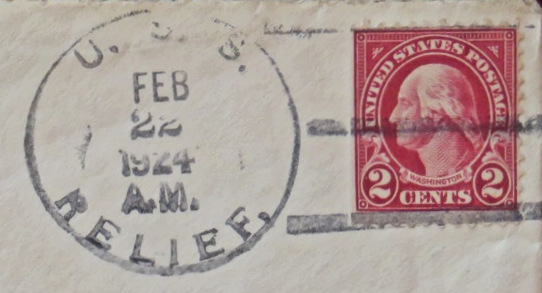 U. S. S.
FEB
22
1924
A.M.
RELIEF.
UNITED STATES POSTAGE
WASHINGTON
2 CENTS 2